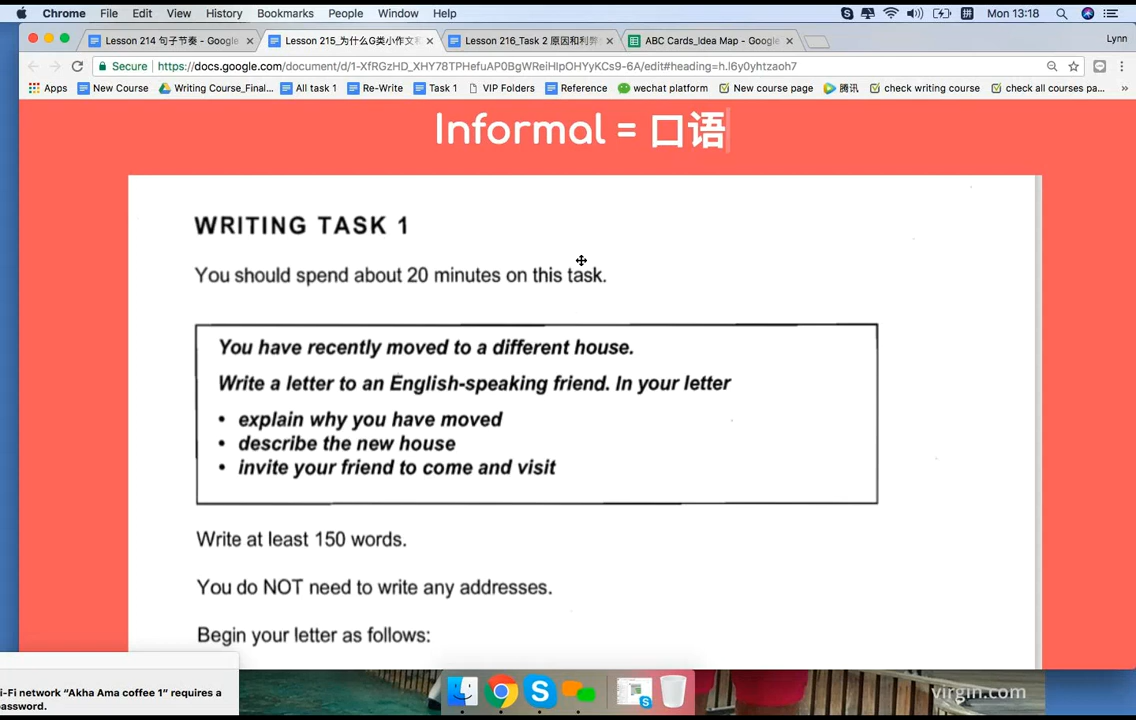 Chrome File Edit View History Bookmarks People Window Help 拼 Mon 13:18
Lesson 214 句子节奏 - Google
Lesson 215_为什么G类小作文
Lesson 216_Task 2 原因和利弊
ABC Cards_Idea Map - Google
Lynn
Secure https://docs.google.com/document/d/1-XfRGzHD_XHY78TPHefuAP0BgWReiHlpOHYyKCs9-6A/edit#heading=h.l6y0yhtzaoh7
Apps New Course Writing Course_Final... All task 1 Re-Write Task 1 VIP Folders Reference wechat platform New course page 腾讯 check writing course check all courses pa... »
Informal = 口语
WRITING TASK 1
You should spend about 20 minutes on this task.
You have recently moved to a different house.
Write a letter to an English-speaking friend. In your letter
• explain why you have moved
• describe the new house
• invite your friend to come and visit
Write at least 150 words.
You do NOT need to write any addresses.
Begin your letter as follows:
i-Fi network “Akha Ama coffee 1” requires a
password.
virgin.com